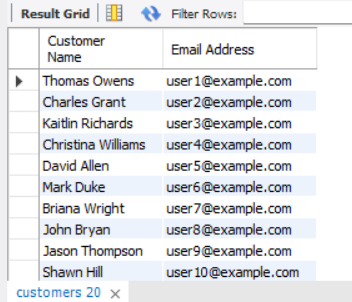 Result Grid Filter Rows:
Customer Name Email Address
Thomas Owens user1@example.com
Charles Grant user2@example.com
Kaitlin Richards user3@example.com
Christina Williams user4@example.com
David Allen user5@example.com
Mark Duke user6@example.com
Briana Wright user7@example.com
John Bryan user8@example.com
Jason Thompson user9@example.com
Shawn Hill user10@example.com
customers 20